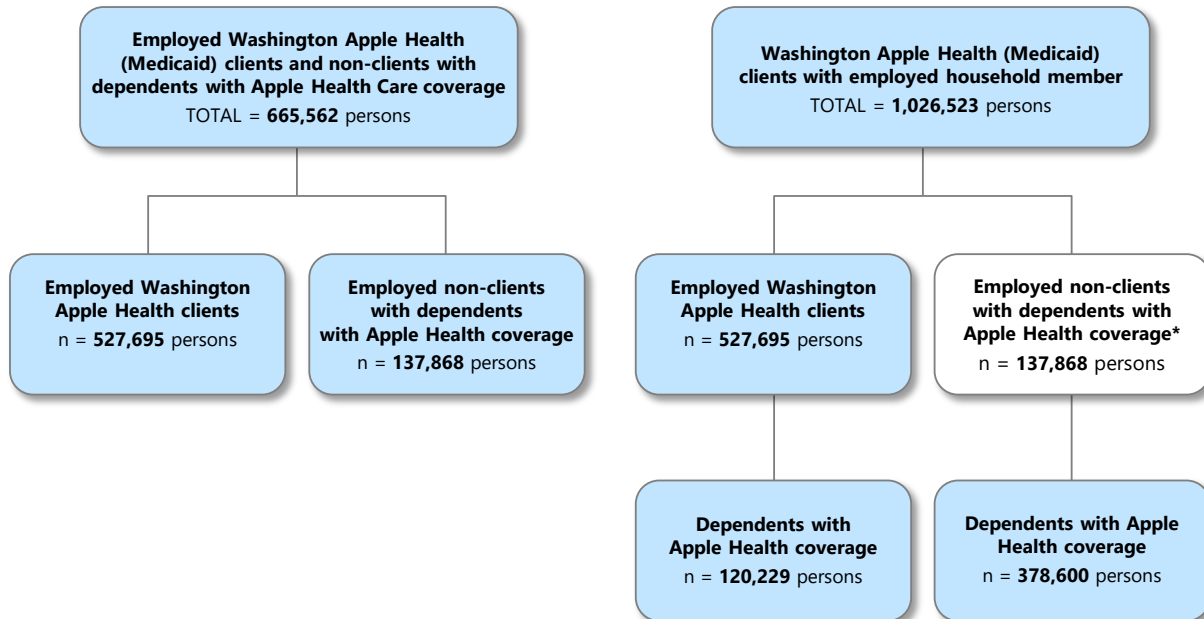 Employed Washington Apple Health
(Medicaid) clients and non-clients with
dependents with Apple Health Care coverage
TOTAL = 665,562 persons
Employed Washington
Apple Health clients
n = 527,695 persons
Employed non-clients
with dependents
with Apple Health coverage
n = 137,868 persons
Washington Apple Health (Medicaid)
clients with employed household member
TOTAL = 1,026,523 persons
Employed Washington
Apple Health clients
n = 527,695 persons
Employed non-clients
with dependents with
Apple Health coverage*
n = 137,868 persons
Dependents with
Apple Health coverage
n = 120,229 persons
Dependents with Apple
Health coverage
n = 378,600 persons